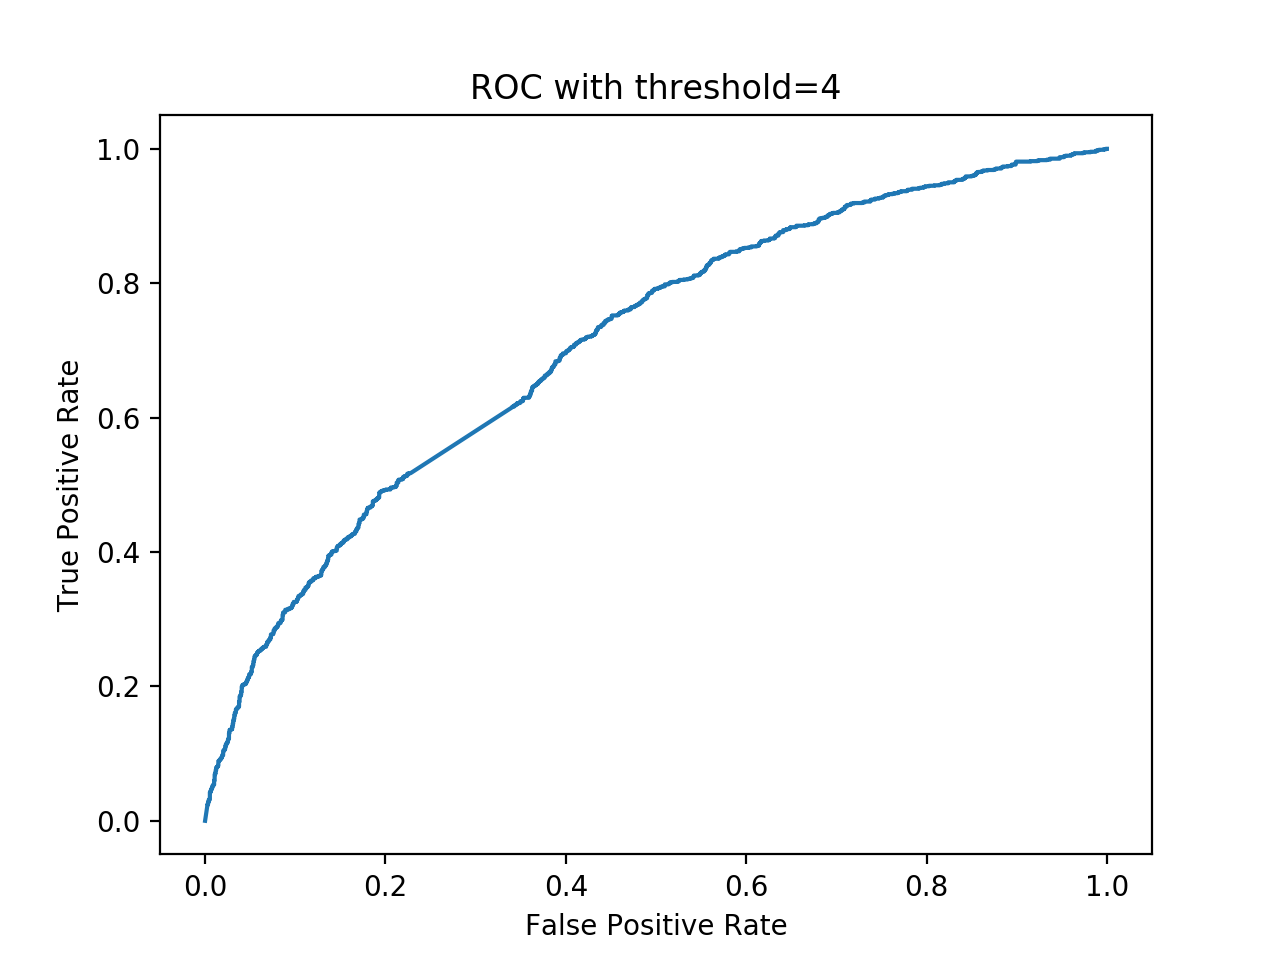 ROC with threshold=4
1.0
0.8
0.6
0.4
0.2
0.0
True Positive Rate
0.0 0.2 0.4 0.6 0.8 1.0
False Positive Rate